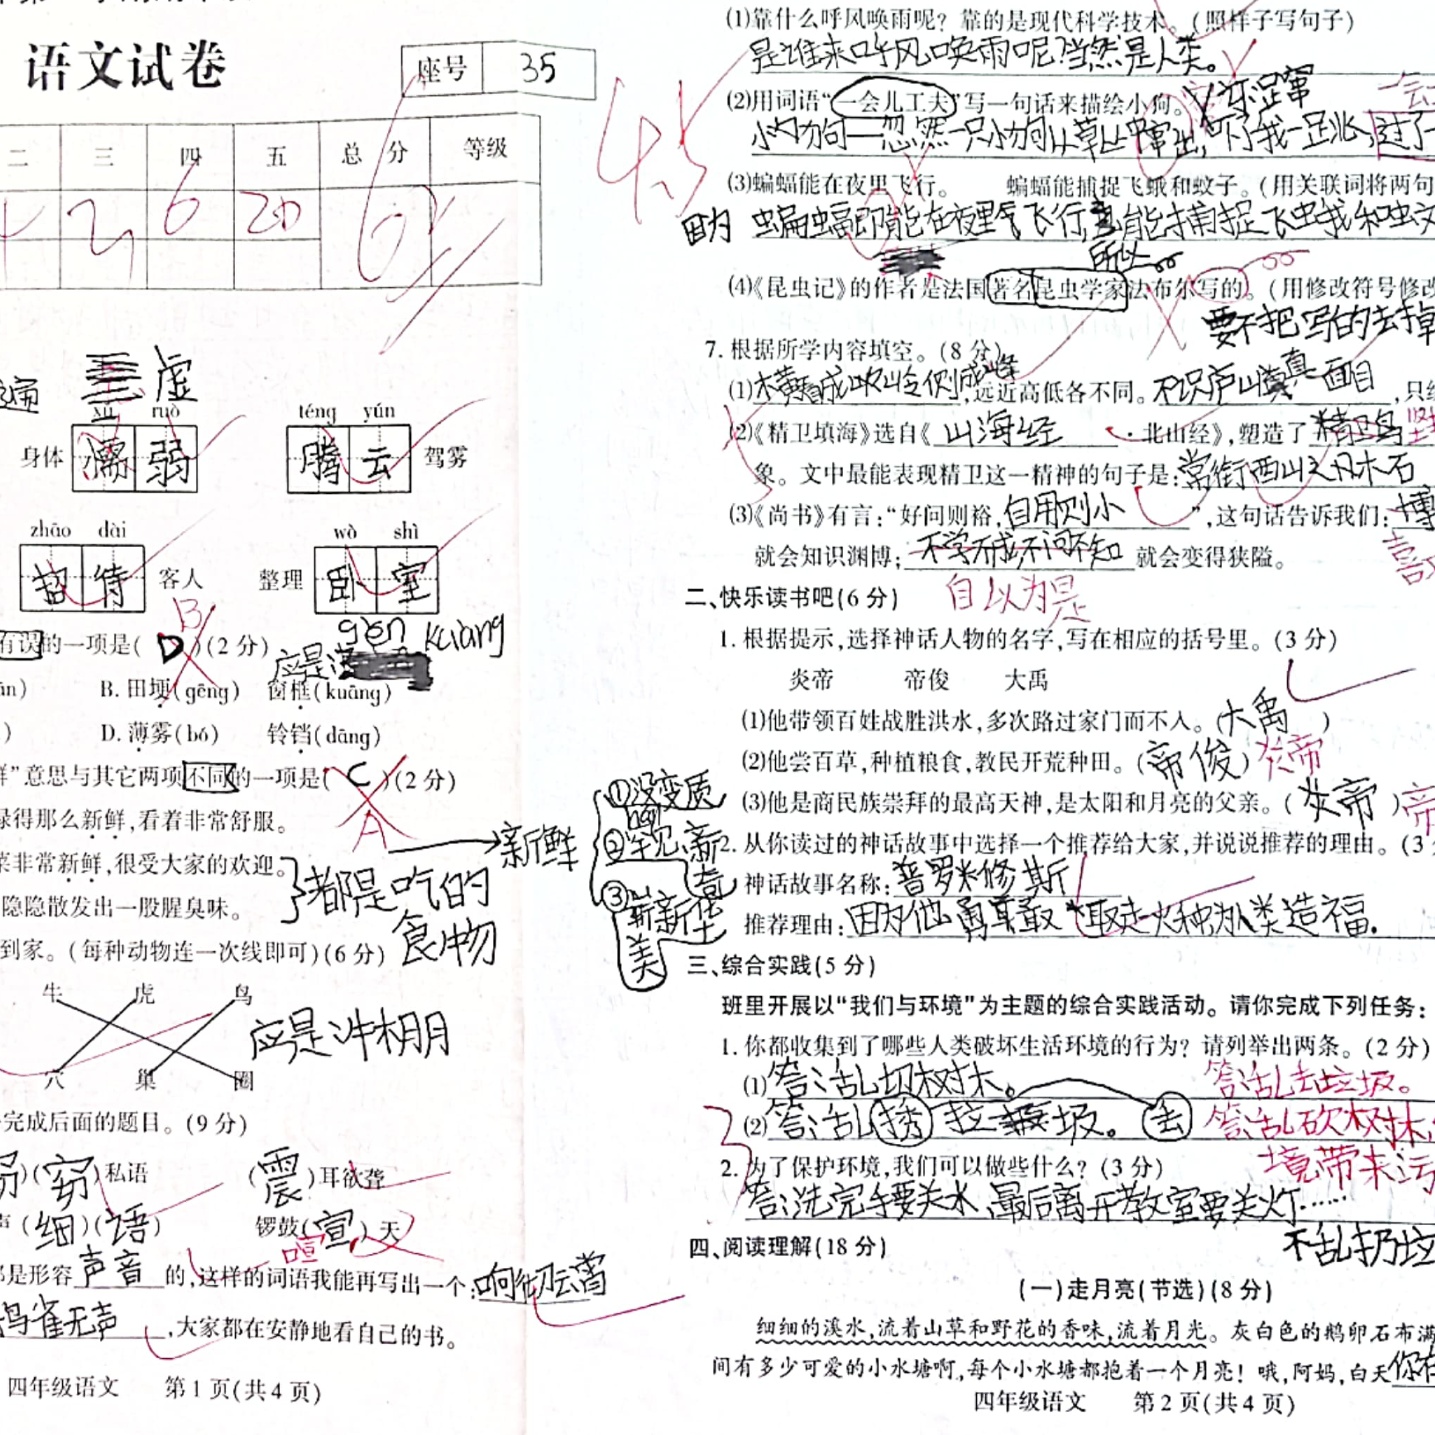 语文试卷
座号 35
二 三 四 五 总分 等级
6 20
虚
xū ruò téng yún
身体 弱 腾云 驾雾
zhāo dài wò shì
招待 客人 整理 卧室
B
有误的一项是( D )(2分)
应是 kuàng
B.田埂(gēng) 窗框(kuāng)
D.薄雾(bó) 铃铛(dāng)
意思与其它两项不同的一项是( C )(2分)
A
得那么新鲜,看着非常舒服。
菜非常新鲜,很受大家的欢迎。
隐隐散发出一股腥臭味。
都是吃的
食物
新鲜
①没变质
hǎn
②罕见、新奇
③
到家。(每种动物连一次线即可)(6分)
牛 虎 鸟
穴 巢 圈
应是冲棚
完成后面的题目。(9分)
(窃)私语 (震)耳欲聋
声(细)(语) 锣鼓(宣)天
喧
是形容声音的,这样的词语我能再写出一个:响彻云霄
鸦雀无声,大家都在安静地看自己的书。
四年级语文 第1页(共4页)
45
(1)靠什么呼风唤雨呢?靠的是现代科学技术。(照样子写句子)
是谁来呼风唤雨呢?当然是人类。
(2)用词语“一会儿工夫”写一句话来描绘小狗。
小狗狗一忽然一只小狗从草丛中窜出,吓了我一跳,过了一
(3)蝙蝠能在夜里飞行。 蝙蝠能捕捉飞蛾和蚊子。(用关联词将两句
因为 蝙蝠即能在夜里飞行 能捕捉飞蛾和蚊
所以
(4)《昆虫记》的作者是法国著名昆虫学家法布尔写的。(用修改符号修改
要不把写的去掉
7.根据所学内容填空。(8分)
(1)横看成岭侧成峰,远近高低各不同。不识庐山真面目,只缘
(2)《精卫填海》选自《山海经·北山经》,塑造了精卫鸟
象。文中最能表现精卫这一精神的句子是:常衔西山之木石
(3)《尚书》有言:“好问则裕,自用则小”,这句话告诉我们:博
就会知识渊博;不学不成不问不知就会变得狭隘。
自以为是
二、快乐读书吧(6分)
1.根据提示,选择神话人物的名字,写在相应的括号里。(3分)
炎帝 帝俊 大禹
(1)他带领百姓战胜洪水,多次路过家门而不入。(大禹)
(2)他尝百草,种植粮食,教民开荒种田。(帝俊)炎帝
(3)他是商民族崇拜的最高天神,是太阳和月亮的父亲。(炎帝)帝
2.从你读过的神话故事中选择一个推荐给大家,并说说推荐的理由。(3
神话故事名称:普罗米修斯
推荐理由:因为他勇敢取走火种为人类造福.
三、综合实践(5分)
班里开展以“我们与环境”为主题的综合实践活动。请你完成下列任务:
1.你都收集到了哪些人类破坏生活环境的行为?请列举出两条。(2分)
(1)答:乱切树木。 答:乱丢垃圾。
(2)答:乱 垃圾。 丢 答:乱砍树木,
境带来污
2.为了保护环境,我们可以做些什么?(3分)
答:洗完手要关水、最后离开教室要关灯……
不乱扔垃
四、阅读理解(18分)
(一)走月亮(节选)(8分)
细细的溪水,流着山草和野花的香味,流着月光。灰白色的鹅卵石布满
间有多少可爱的小水塘啊,每个小水塘都抱着一个月亮!哦,阿妈,白天你在
四年级语文 第2页(共4页)